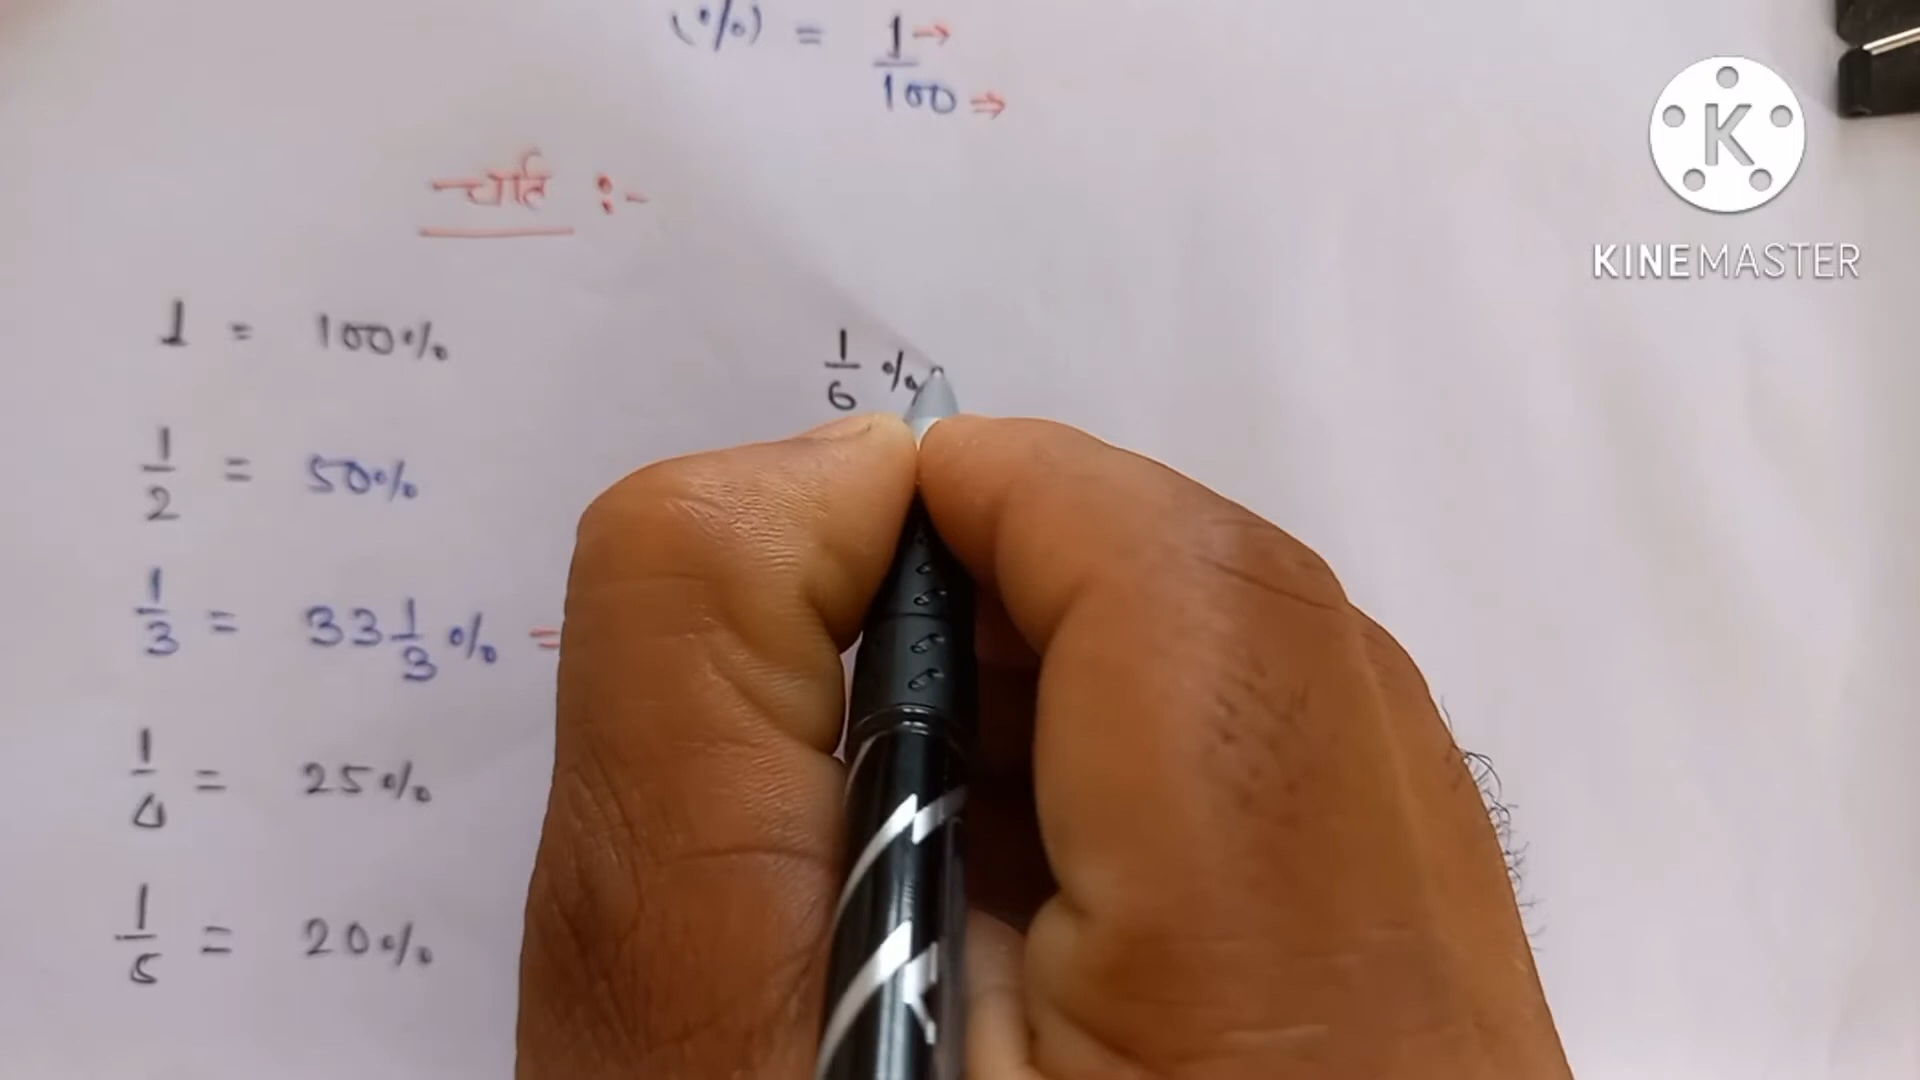 (%) = 1/100 → ⇒
चार्ट :-
1 = 100%
1/2 = 50%
1/3 = 33 1/3 % =
1/4 = 25%
1/5 = 20%
1/6 %
K
KINEMASTER